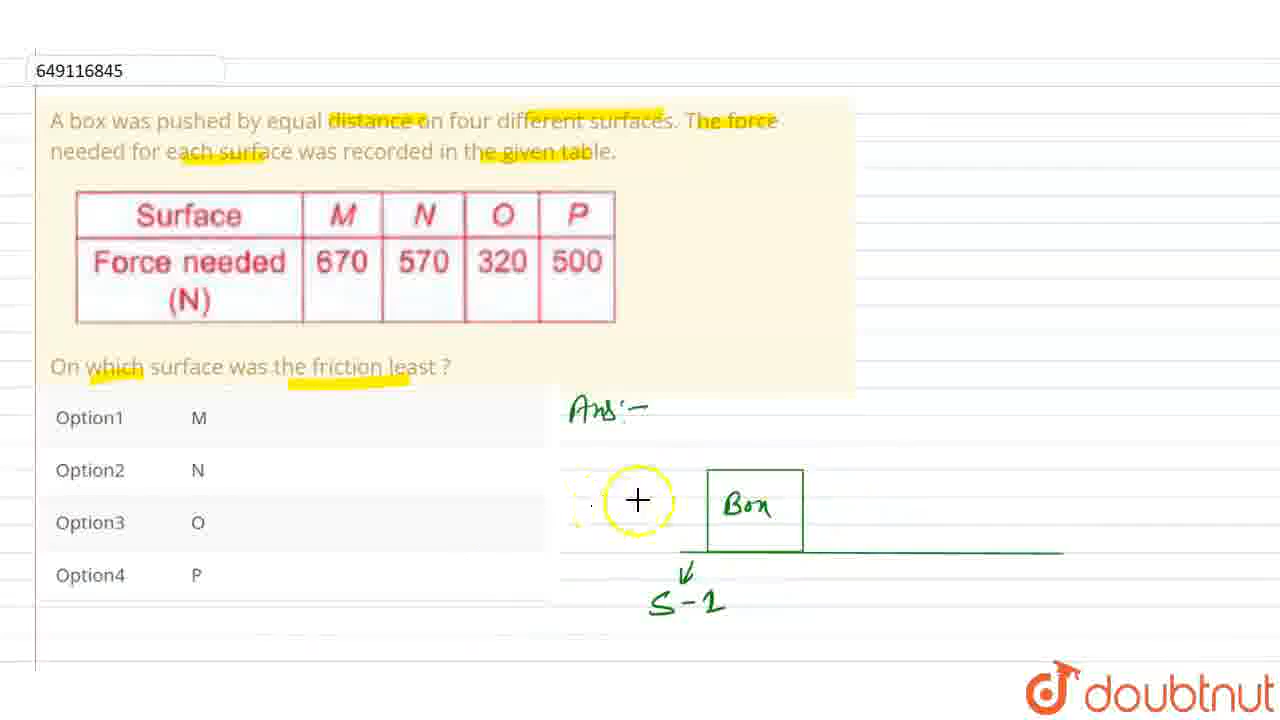 649116845
A box was pushed by equal distance on four different surfaces. The force
needed for each surface was recorded in the given table.
Surface M N O P
Force needed 670 570 320 500
(N)
On which surface was the friction least ?
Option1 M
Option2 N
Option3 O
Option4 P
Ans:-
Box
S-1
doubtnut